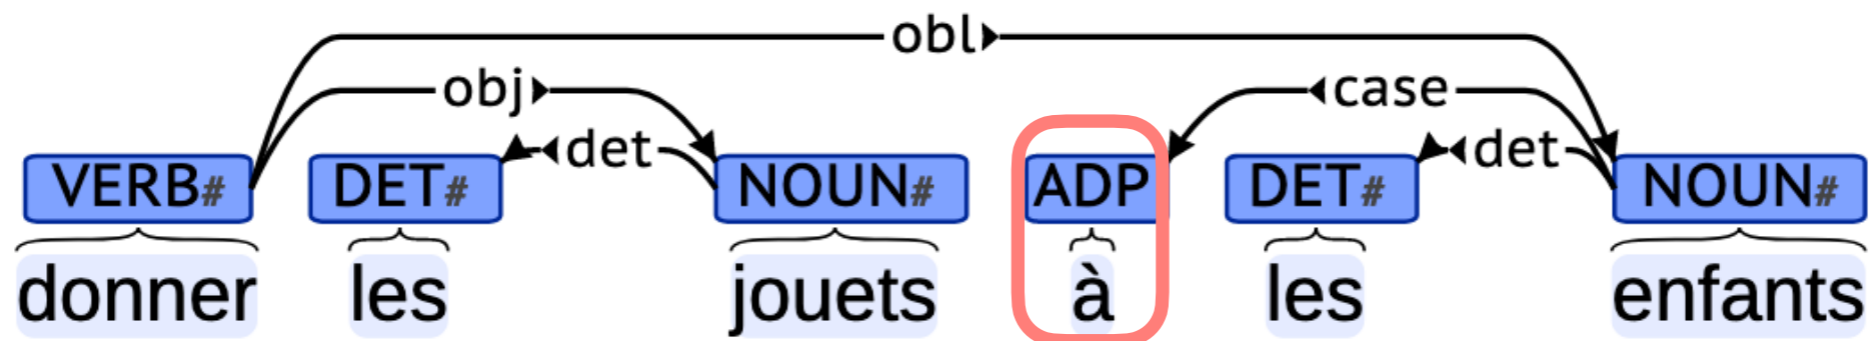 obl
obj case
det det
VERB# DET# NOUN# ADP DET# NOUN#
donner les jouets à les enfants